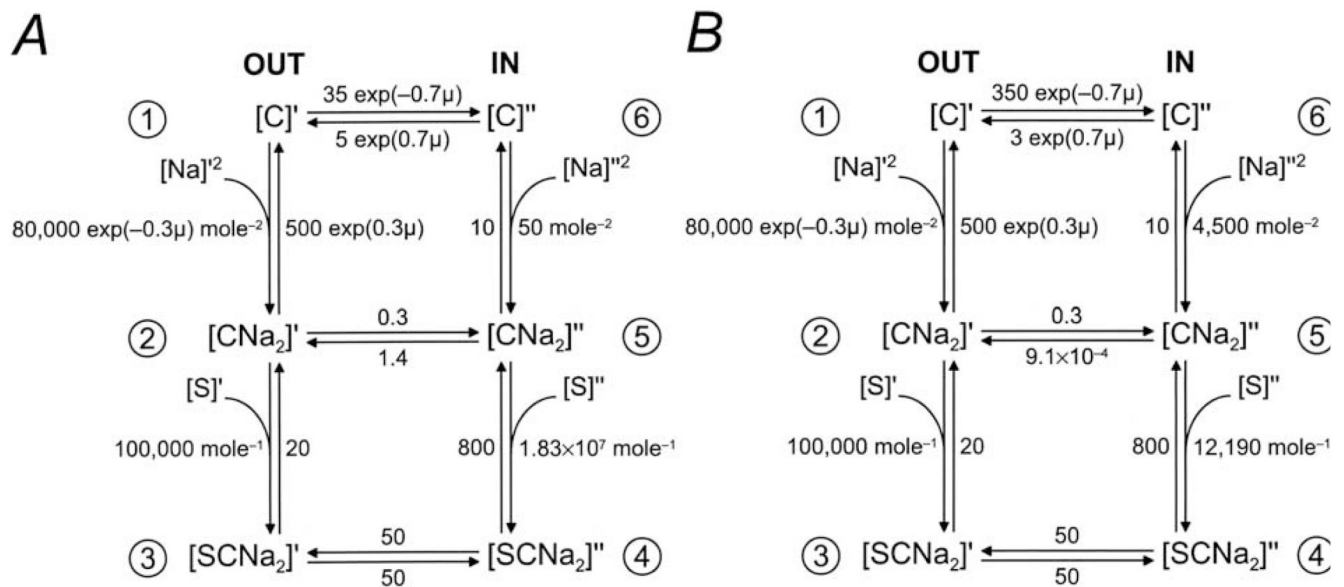 A
OUT IN
35 exp(–0.7μ)
① [C]' [C]" ⑥
5 exp(0.7μ)
[Na]'² [Na]"²
80,000 exp(–0.3μ) mole⁻² 500 exp(0.3μ) 10 50 mole⁻²
0.3
② [CNa₂]' [CNa₂]" ⑤
1.4
[S]' [S]"
100,000 mole⁻¹ 20 800 1.83×10⁷ mole⁻¹
50
③ [SCNa₂]' [SCNa₂]" ④
50
B
OUT IN
350 exp(–0.7μ)
① [C]' [C]" ⑥
3 exp(0.7μ)
[Na]'² [Na]"²
80,000 exp(–0.3μ) mole⁻² 500 exp(0.3μ) 10 4,500 mole⁻²
0.3
② [CNa₂]' [CNa₂]" ⑤
9.1×10⁻⁴
[S]' [S]"
100,000 mole⁻¹ 20 800 12,190 mole⁻¹
50
③ [SCNa₂]' [SCNa₂]" ④
50